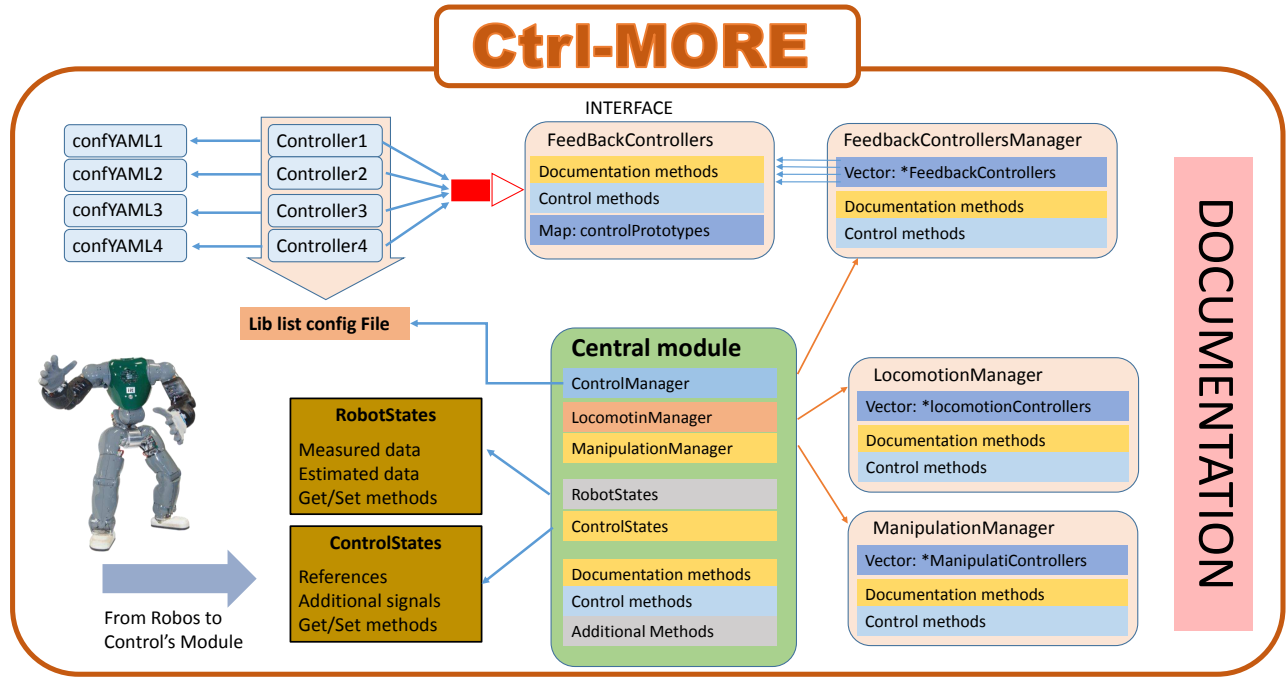 Ctrl-MORE
INTERFACE
confYAML1
confYAML2
confYAML3
confYAML4
Controller1
Controller2
Controller3
Controller4
FeedBackControllers
Documentation methods
Control methods
Map: controlPrototypes
FeedbackControllersManager
Vector: *FeedbackControllers
Documentation methods
Control methods
DOCUMENTATION
Lib list config File
Central module
ControlManager
LocomotinManager
ManipulationManager
RobotStates
ControlStates
Documentation methods
Control methods
Additional Methods
RobotStates
Measured data
Estimated data
Get/Set methods
ControlStates
References
Additional signals
Get/Set methods
From Robos to
Control's Module
LocomotionManager
Vector: *locomotionControllers
Documentation methods
Control methods
ManipulationManager
Vector: *ManipulatiControllers
Documentation methods
Control methods